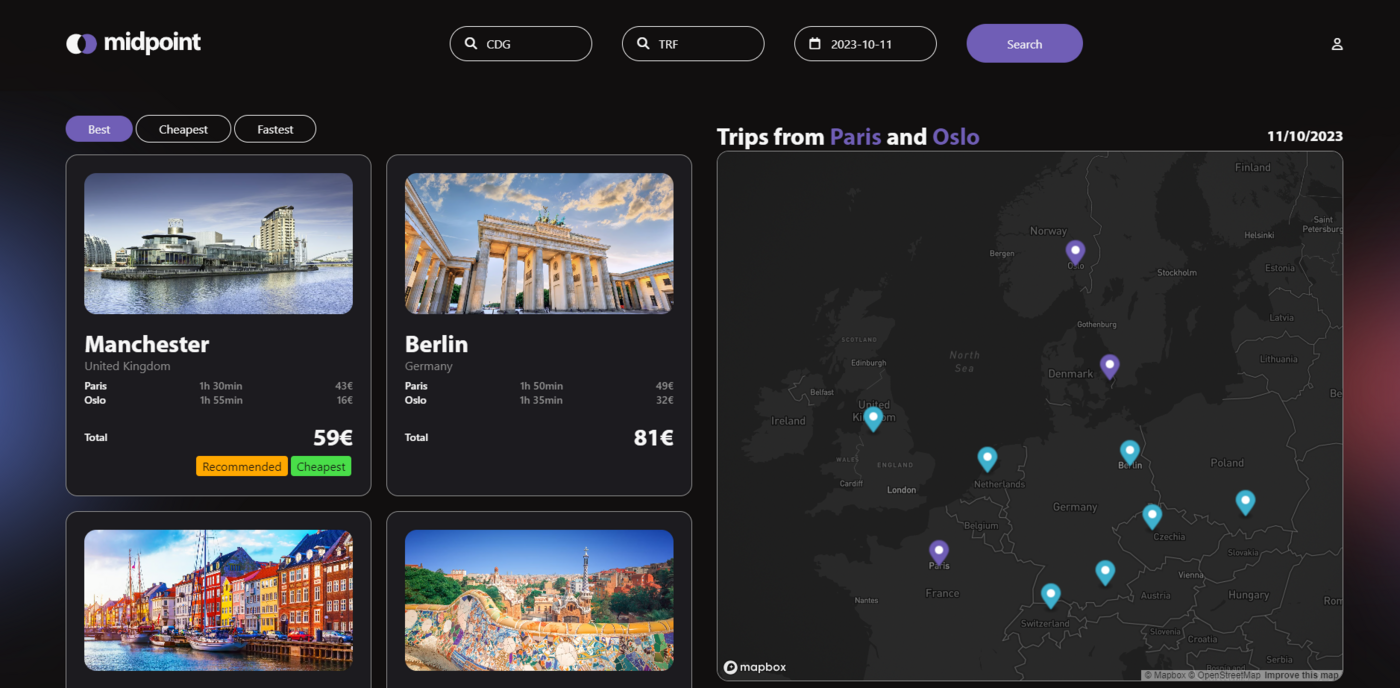 midpoint
CDG
TRF
2023-10-11
Search
Best
Cheapest
Fastest
Manchester
United Kingdom
Paris 1h 30min 43€
Oslo 1h 55min 16€
Total 59€
Recommended Cheapest
Berlin
Germany
Paris 1h 50min 49€
Oslo 1h 35min 32€
Total 81€
Trips from Paris and Oslo
11/10/2023
Finland
Norway
Saint
Petersburg
Helsinki
Bergen
Oslo
Stockholm
Estonia
Gothenburg
Latvia
SCOTLAND
North
Sea
Edinburgh
Lithuania
Denmark
Belfast
Be
United
Kingdom
Ireland
WALES
ENGLAND
Berlin
Poland
Cardiff
London
Netherlands
Germany
Belgium
Czechia
Slovakia
Paris
Vienna
Nantes
France
Austria
Hungary
Rom
Switzerland
Slovenia
Croatia
Serbia
Bosnia and
mapbox
© Mapbox © OpenStreetMap Improve this map